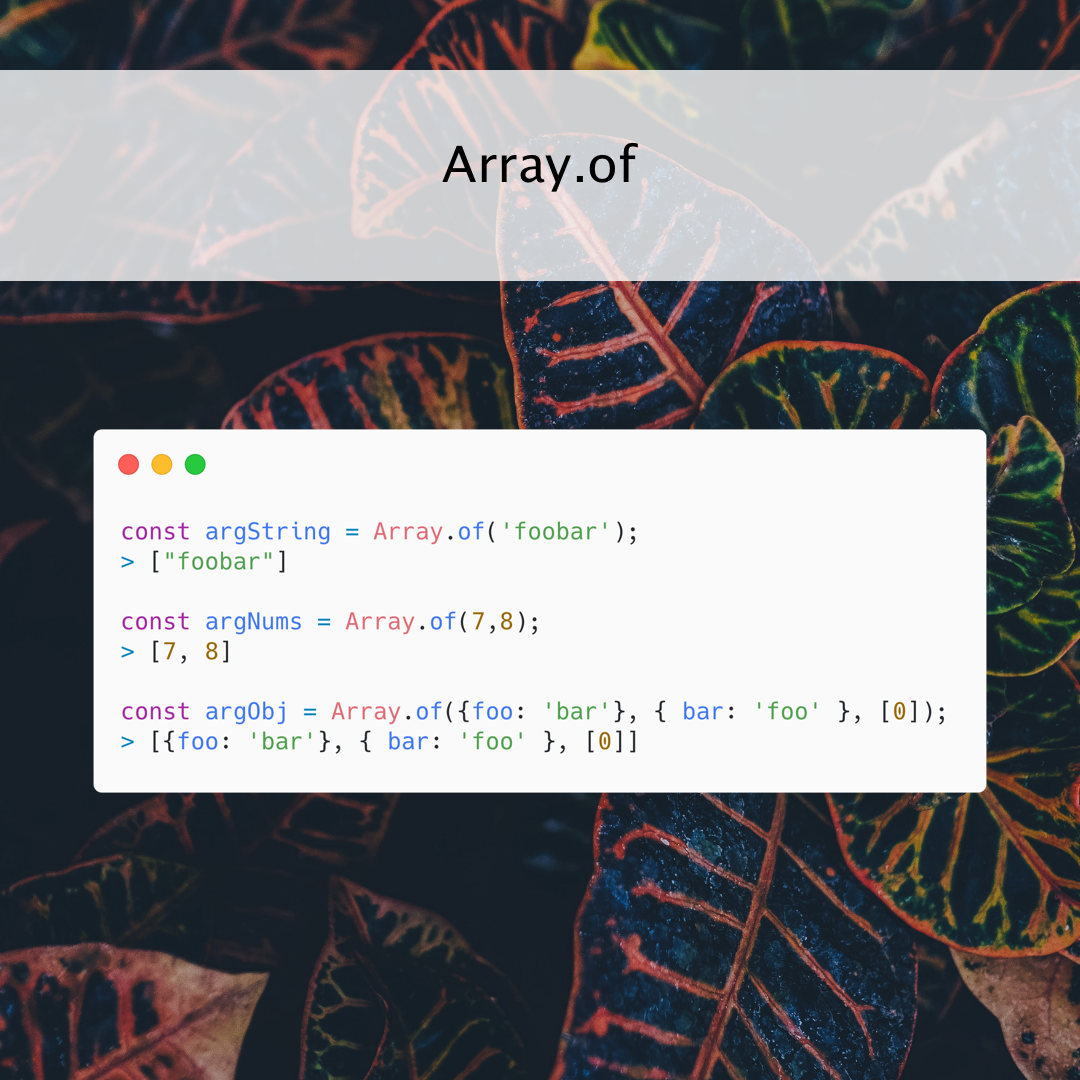 Array.of
const argString = Array.of('foobar');
> ["foobar"]
const argNums = Array.of(7,8);
> [7, 8]
const argObj = Array.of({foo: 'bar'}, { bar: 'foo' }, [0]);
> [{foo: 'bar'}, { bar: 'foo' }, [0]]